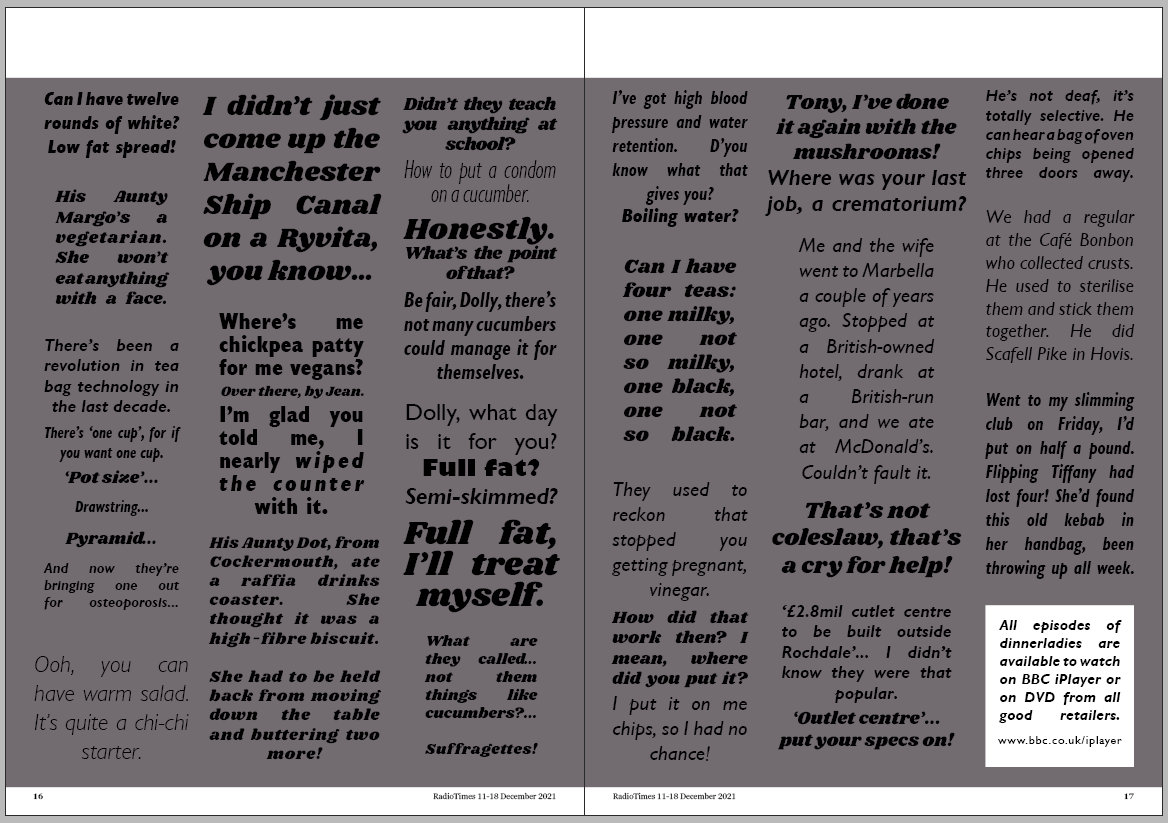 Can I have twelve
rounds of white?
Low fat spread!
His Aunty
Margo's a
vegetarian.
She won't
eat anything
with a face.
There's been a
revolution in tea
bag technology in
the last decade.
There's 'one cup', for if
you want one cup.
'Pot size'...
Drawstring...
Pyramid...
And now they're
bringing one out
for osteoporosis...
Ooh, you can
have warm salad.
It's quite a chi-chi
starter.
I didn't just
come up the
Manchester
Ship Canal
on a Ryvita,
you know...
Where's me
chickpea patty
for me vegans?
Over there, by Jean.
I'm glad you
told me, I
nearly wiped
the counter
with it.
His Aunty Dot, from
Cockermouth, ate
a raffia drinks
coaster. She
thought it was a
high-fibre biscuit.
She had to be held
back from moving
down the table
and buttering two
more!
Didn't they teach
you anything at
school?
How to put a condom
on a cucumber.
Honestly.
What's the point
of that?
Be fair, Dolly, there's
not many cucumbers
could manage it for
themselves.
Dolly, what day
is it for you?
Full fat?
Semi-skimmed?
Full fat,
I'll treat
myself.
What are
they called...
not them
things like
cucumbers?...
Suffragettes!
I've got high blood
pressure and water
retention. D'you
know what that
gives you?
Boiling water?
Can I have
four teas:
one milky,
one not
so milky,
one black,
one not
so black.
They used to
reckon that
stopped you
getting pregnant,
vinegar.
How did that
work then? I
mean, where
did you put it?
I put it on me
chips, so I had no
chance!
Tony, I've done
it again with the
mushrooms!
Where was your last
job, a crematorium?
Me and the wife
went to Marbella
a couple of years
ago. Stopped at
a British-owned
hotel, drank at
a British-run
bar, and we ate
at McDonald's.
Couldn't fault it.
That's not
coleslaw, that's
a cry for help!
'£2.8mil cutlet centre
to be built outside
Rochdale'... I didn't
know they were that
popular.
'Outlet centre'...
put your specs on!
He's not deaf, it's
totally selective. He
can hear a bag of oven
chips being opened
three doors away.
We had a regular
at the Café Bonbon
who collected crusts.
He used to sterilise
them and stick them
together. He did
Scafell Pike in Hovis.
Went to my slimming
club on Friday, I'd
put on half a pound.
Flipping Tiffany had
lost four! She'd found
this old kebab in
her handbag, been
throwing up all week.
All episodes of
dinnerladies are
available to watch
on BBC iPlayer or
on DVD from all
good retailers.
www.bbc.co.uk/iplayer
16
RadioTimes 11-18 December 2021
RadioTimes 11-18 December 2021
17